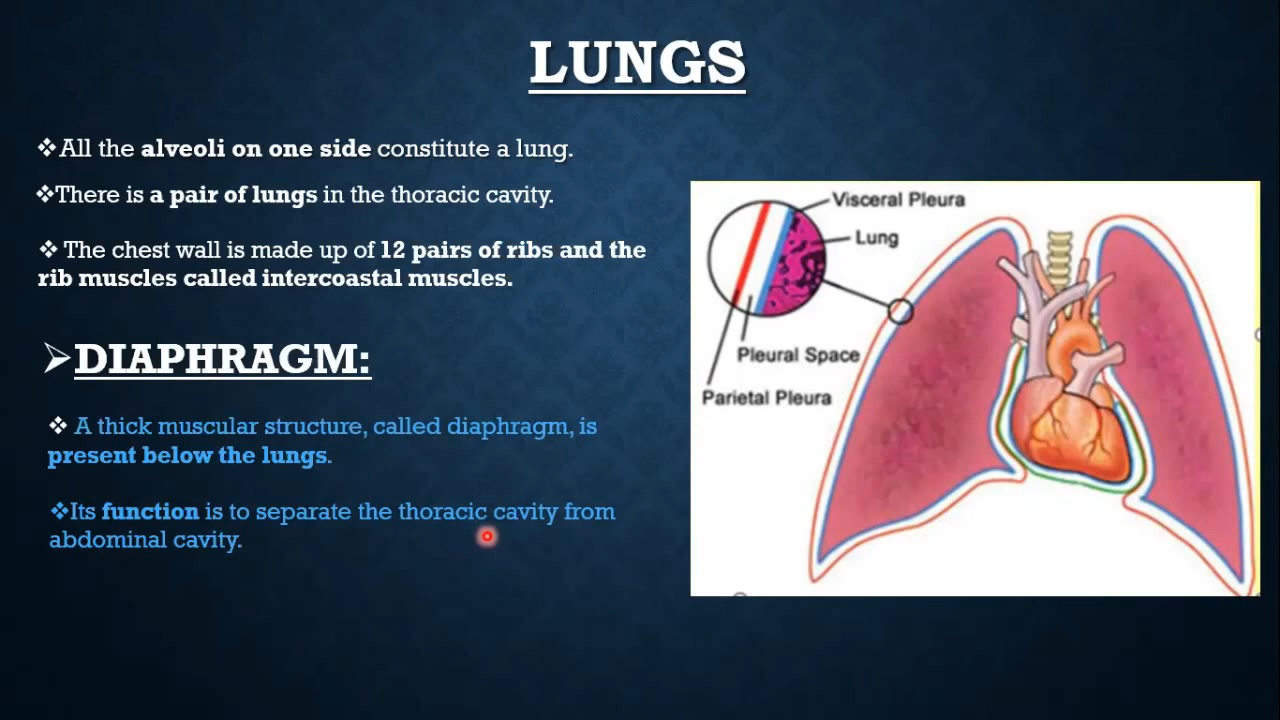 LUNGS
❖All the alveoli on one side constitute a lung.
❖There is a pair of lungs in the thoracic cavity.
❖ The chest wall is made up of 12 pairs of ribs and the
rib muscles called intercoastal muscles.
➢DIAPHRAGM:
❖ A thick muscular structure, called diaphragm, is
present below the lungs.
❖Its function is to separate the thoracic cavity from
abdominal cavity.
Visceral Pleura
Lung
Pleural Space
Parietal Pleura